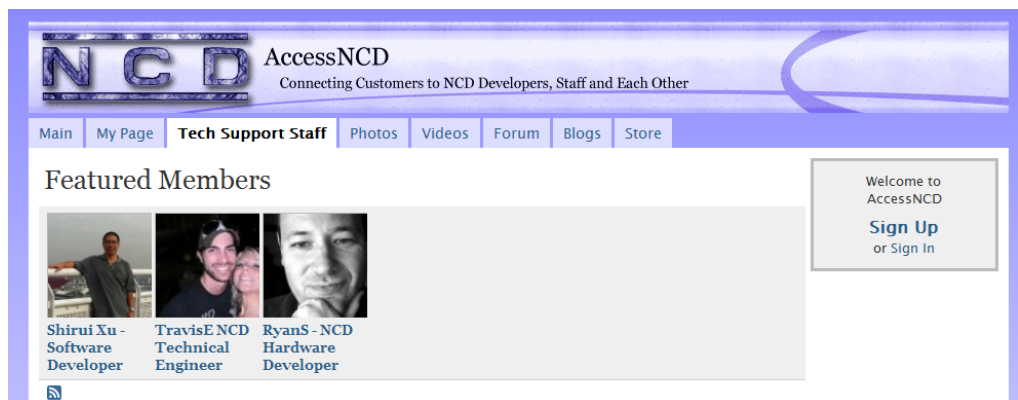 NCD
AccessNCD
Connecting Customers to NCD Developers, Staff and Each Other
Main My Page Tech Support Staff Photos Videos Forum Blogs Store
Featured Members
Welcome to
AccessNCD
Sign Up
or Sign In
Shirui Xu -
Software
Developer
TravisE NCD
Technical
Engineer
RyanS - NCD
Hardware
Developer